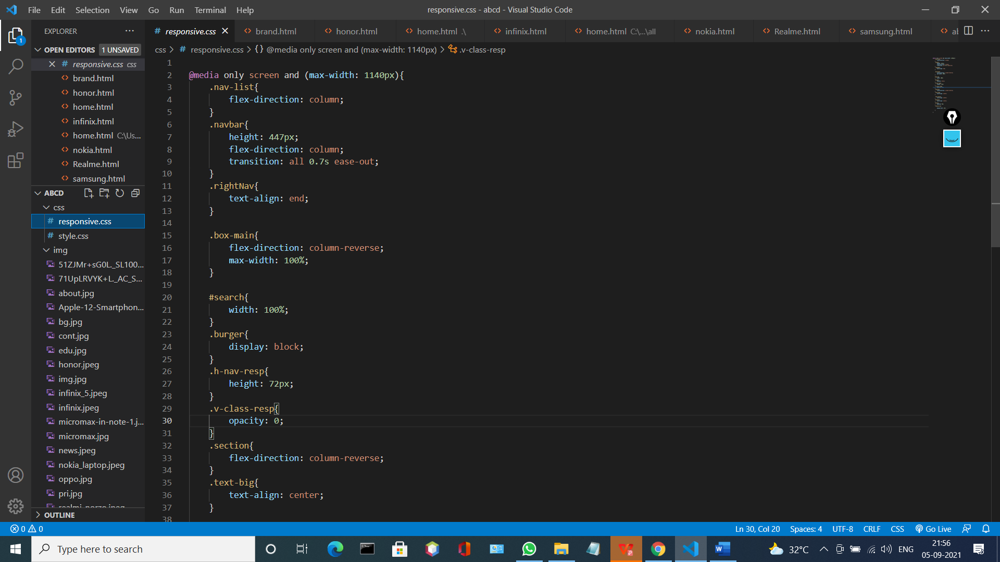 File Edit Selection View Go Run Terminal Help
responsive.css - abcd - Visual Studio Code
EXPLORER
responsive.css
brand.html
honor.html
home.html .\
infinix.html
home.html C:\...\all
nokia.html
Realme.html
samsung.html
OPEN EDITORS 1 UNSAVED
responsive.css css
brand.html
honor.html
home.html
infinix.html
home.html C:\Us...
nokia.html
Realme.html
samsung.html
ABCD
css
responsive.css
style.css
img
51ZJMr+sG0L._SL100...
71UpLRVYK+L._AC_S...
about.jpg
Apple-12-Smartphon...
bg.jpg
cont.jpg
edu.jpg
honor.jpeg
img.jpg
infinix_5.jpeg
infinix.jpeg
micromax-in-note-1.j...
micromax.jpg
news.jpeg
nokia_laptop.jpeg
oppo.jpg
pri.jpg
OUTLINE
css > # responsive.css > {} @media only screen and (max-width: 1140px) > .v-class-resp
1
2 @media only screen and (max-width: 1140px){
3 .nav-list{
4 flex-direction: column;
5 }
6 .navbar{
7 height: 447px;
8 flex-direction: column;
9 transition: all 0.7s ease-out;
10 }
11 .rightNav{
12 text-align: end;
13 }
14
15 .box-main{
16 flex-direction: column-reverse;
17 max-width: 100%;
18 }
19
20 #search{
21 width: 100%;
22 }
23 .burger{
24 display: block;
25 }
26 .h-nav-resp{
27 height: 72px;
28 }
29 .v-class-resp{
30 opacity: 0;
31 }
32 .section{
33 flex-direction: column-reverse;
34 }
35 .text-big{
36 text-align: center;
37 }
38
0 0
Ln 30, Col 20 Spaces: 4 UTF-8 CRLF CSS Go Live
Type here to search
32°C ENG
21:56
05-09-2021